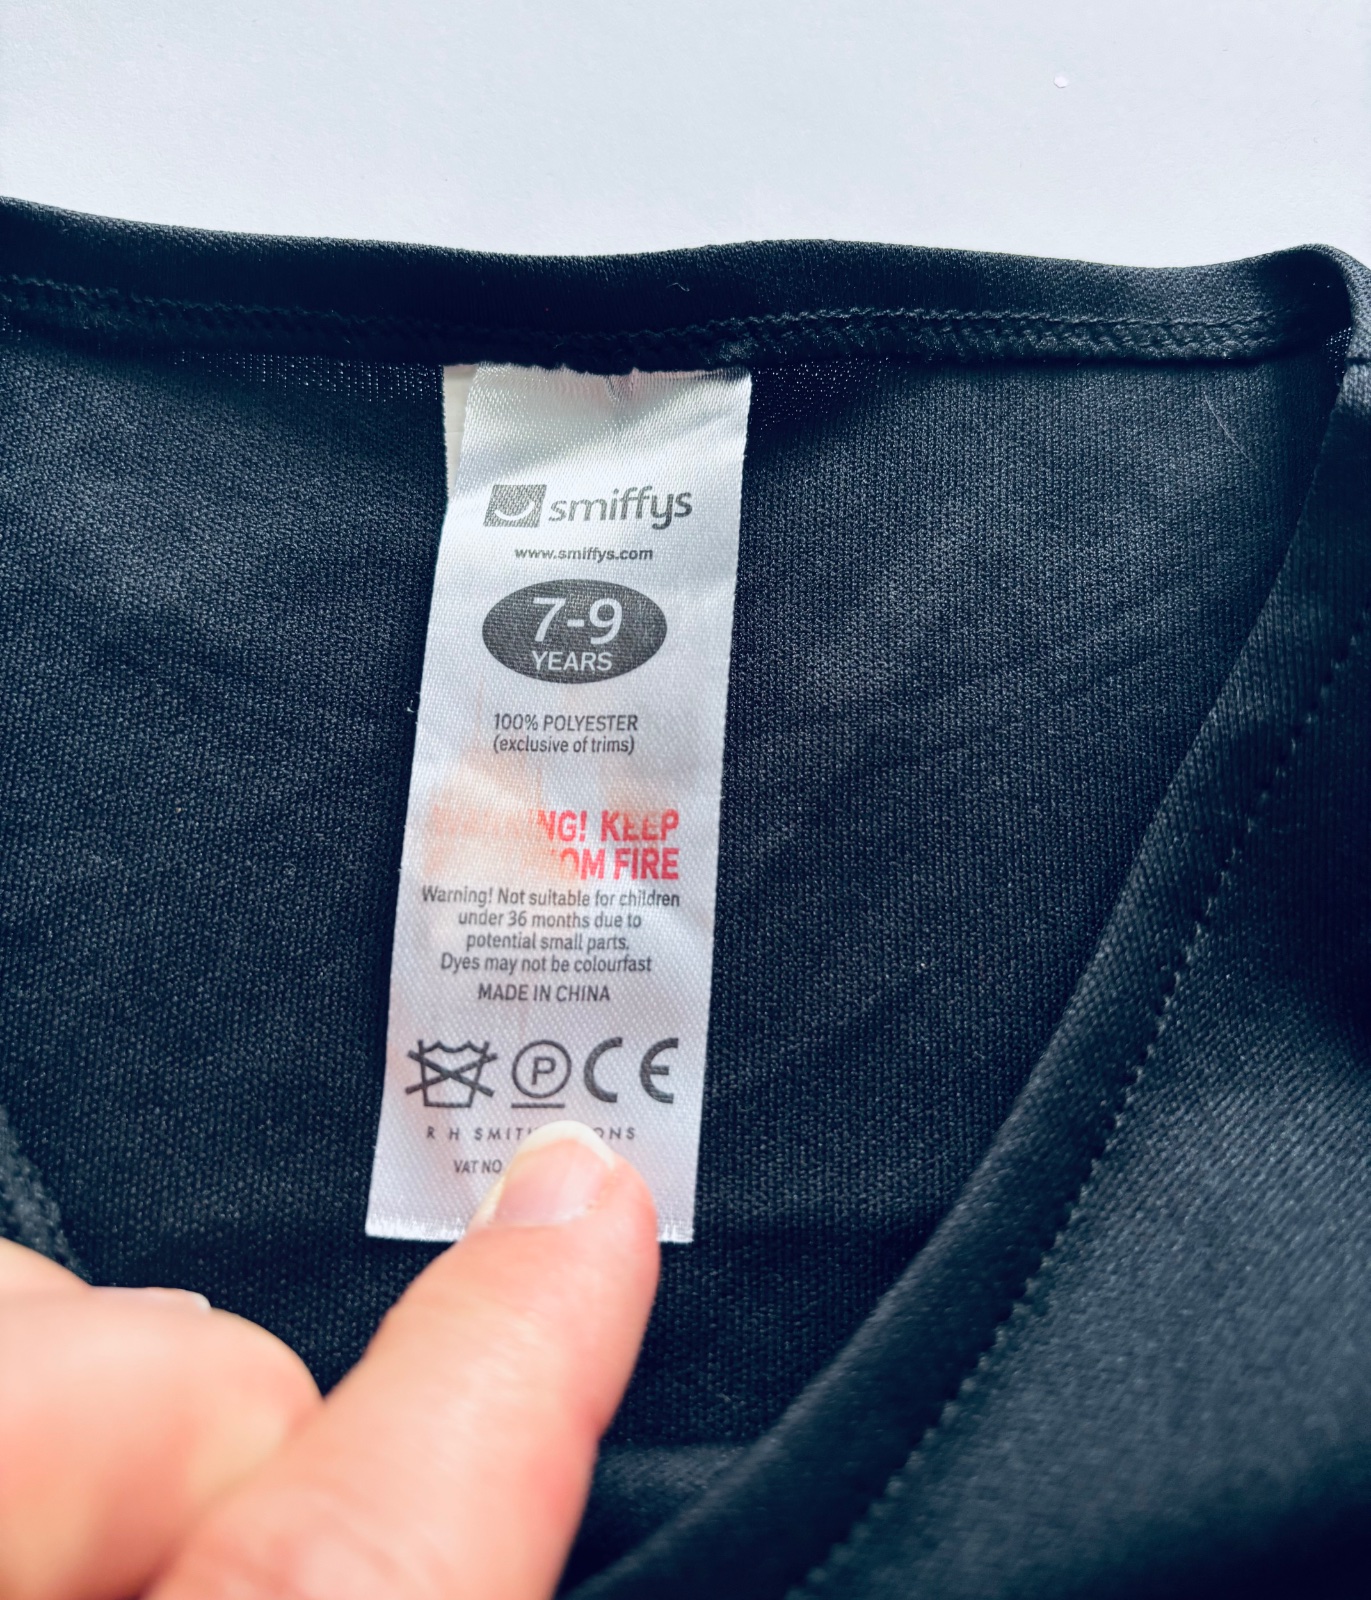 smiffys
www.smiffys.com
7-9
YEARS
100% POLYESTER
(exclusive of trims)
KEEP
FIRE
Warning! Not suitable for children
under 36 months due to
potential small parts.
Dyes may not be colourfast
MADE IN CHINA
P CE
R H
VAT NO